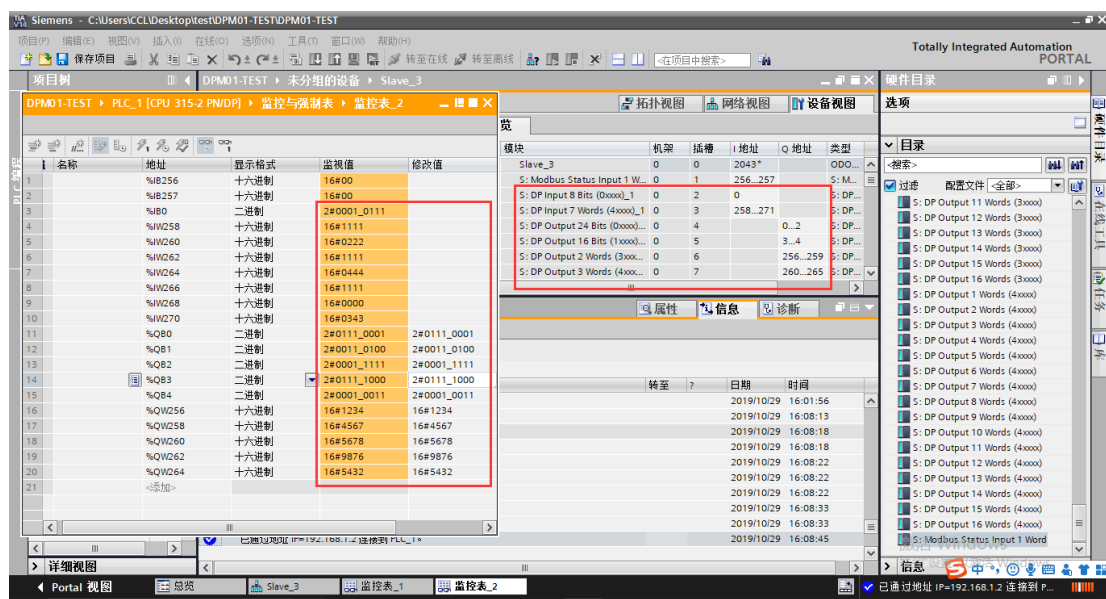 Siemens - C:\Users\CCL\Desktop\test\DPM01-TEST\DPM01-TEST
项目(P) 编辑(E) 视图(V) 插入(I) 在线(O) 选项(N) 工具(T) 窗口(W) 帮助(H)
Totally Integrated Automation
PORTAL
保存项目 转至在线 转至离线 <在项目中搜索>
项目树
DPM01-TEST 未分组的设备 Slave_3
硬件目录
DPM01-TEST PLC_1 [CPU 315-2 PN/DP] 监控与强制表 监控表_2
拓扑视图 网络视图 设备视图
选项
览
i 名称 地址 显示格式 监视值 修改值
1 %IB256 十六进制 16#00
2 %IB257 十六进制 16#00
3 %IB0 二进制 2#0001_0111
4 %IW258 十六进制 16#1111
5 %IW260 十六进制 16#0222
6 %IW262 十六进制 16#1111
7 %IW264 十六进制 16#0444
8 %IW266 十六进制 16#1111
9 %IW268 十六进制 16#0000
10 %IW270 十六进制 16#0343
11 %QB0 二进制 2#0111_0001 2#0111_0001
12 %QB1 二进制 2#0011_0100 2#0011_0100
13 %QB2 二进制 2#0001_1111 2#0001_1111
14 %QB3 二进制 2#0111_1000 2#0111_1000
15 %QB4 二进制 2#0001_0011 2#0001_0011
16 %QW256 十六进制 16#1234 16#1234
17 %QW258 十六进制 16#4567 16#4567
18 %QW260 十六进制 16#5678 16#5678
19 %QW262 十六进制 16#9876 16#9876
20 %QW264 十六进制 16#5432 16#5432
21 <添加>
模块 机架 插槽 I 地址 Q 地址 类型
Slave_3 0 0 2043* ODO...
S: Modbus Status Input 1 W... 0 1 256...257 S: M...
S: DP Input 8 Bits (0xxxx)_1 0 2 0 S: DP...
S: DP Input 7 Words (4xxxx)_1 0 3 258...271 S: DP...
S: DP Output 24 Bits (0xxxx)... 0 4 0...2 S: DP...
S: DP Output 16 Bits (1xxxx)... 0 5 3...4 S: DP...
S: DP Output 2 Words (3xxx... 0 6 256...259 S: DP...
S: DP Output 3 Words (4xxx... 0 7 260...265 S: DP...
属性 信息 诊断
转至 ? 日期 时间
2019/10/29 16:01:56
2019/10/29 16:08:13
2019/10/29 16:08:18
2019/10/29 16:08:18
2019/10/29 16:08:22
2019/10/29 16:08:22
2019/10/29 16:08:22
2019/10/29 16:08:33
2019/10/29 16:08:33
2019/10/29 16:08:45
已通过地址 IP=192.168.1.2 连接到 PLC_1。
目录
<搜索>
过滤 配置文件 <全部>
S: DP Output 11 Words (3xxxx)
S: DP Output 12 Words (3xxxx)
S: DP Output 13 Words (3xxxx)
S: DP Output 14 Words (3xxxx)
S: DP Output 15 Words (3xxxx)
S: DP Output 16 Words (3xxxx)
S: DP Output 1 Words (4xxxx)
S: DP Output 2 Words (4xxxx)
S: DP Output 3 Words (4xxxx)
S: DP Output 4 Words (4xxxx)
S: DP Output 5 Words (4xxxx)
S: DP Output 6 Words (4xxxx)
S: DP Output 7 Words (4xxxx)
S: DP Output 8 Words (4xxxx)
S: DP Output 9 Words (4xxxx)
S: DP Output 10 Words (4xxxx)
S: DP Output 11 Words (4xxxx)
S: DP Output 12 Words (4xxxx)
S: DP Output 13 Words (4xxxx)
S: DP Output 14 Words (4xxxx)
S: DP Output 15 Words (4xxxx)
S: DP Output 16 Words (4xxxx)
S: Modbus Status Input 1 Word
硬件目录
在线工具
任务
库
详细视图
信息
中
Portal 视图 总览 Slave_3 监控表_1 监控表_2
已通过地址 IP=192.168.1.2 连接到 P...